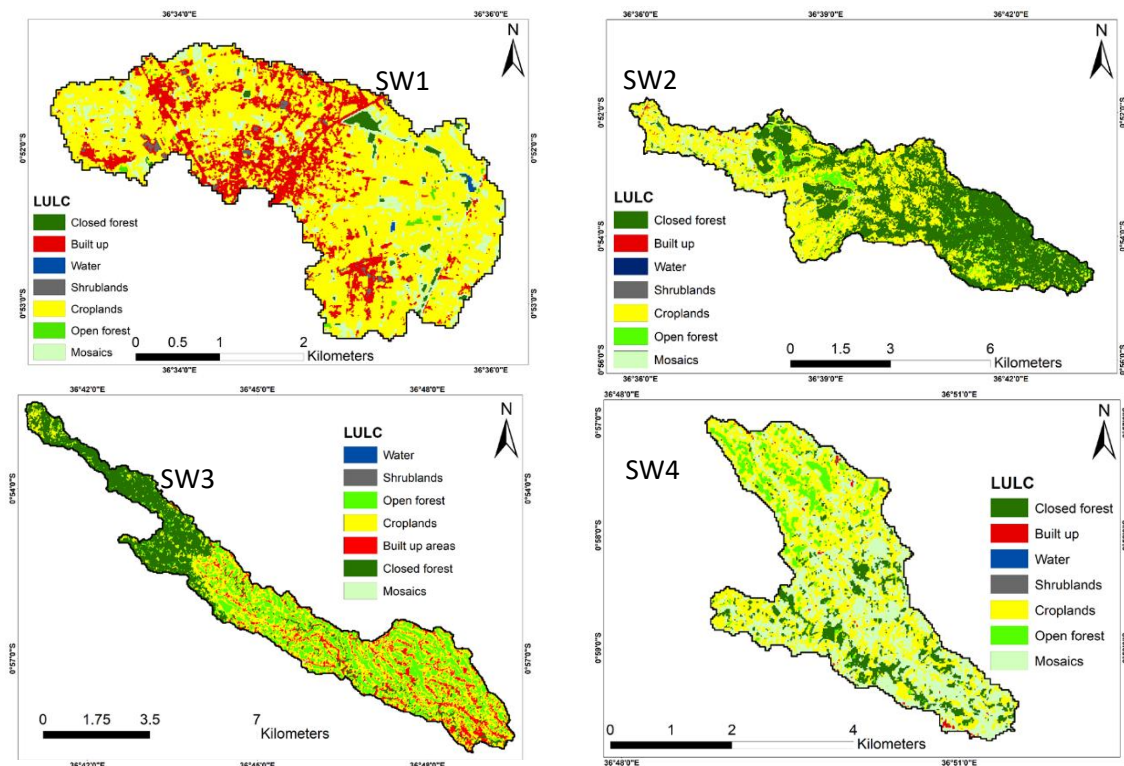 36°34'0"E 36°36'0"E
SW1
N
0°52'0"S 0°52'0"S
0°53'0"S
LULC
Closed forest
Built up
Water
Shrublands
Croplands
Open forest
Mosaics
0 0.5 1 2
Kilometers
36°34'0"E 36°36'0"E
36°36'0"E 36°39'0"E 36°42'0"E
SW2
N
0°52'0"S
0°54'0"S 0°54'0"S
0°56'0"S
LULC
Closed forest
Built up
Water
Shrublands
Croplands
Open forest
Mosaics
0 1.5 3 6
Kilometers
36°36'0"E 36°39'0"E 36°42'0"E
36°42'0"E 36°45'0"E 36°48'0"E
SW3
N
0°54'0"S 0°54'0"S
0°57'0"S 0°57'0"S
LULC
Water
Shrublands
Open forest
Croplands
Built up areas
Closed forest
Mosaics
0 1.75 3.5 7
Kilometers
36°42'0"E 36°45'0"E 36°48'0"E
36°48'0"E 36°51'0"E
SW4
N
0°57'0"S
0°58'0"S
0°59'0"S
LULC
Closed forest
Built up
Water
Shrublands
Croplands
Open forest
Mosaics
0 1 2 4
Kilometers
36°48'0"E 36°51'0"E